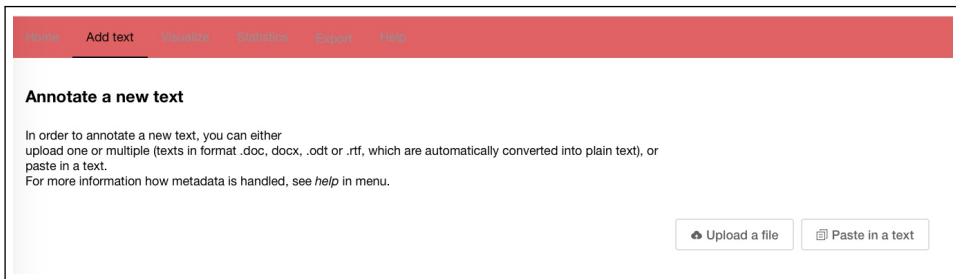 Home Add text Visualize Statistics Export Help
Annotate a new text
In order to annotate a new text, you can either
upload one or multiple (texts in format .doc, docx, .odt or .rtf, which are automatically converted into plain text), or
paste in a text.
For more information how metadata is handled, see help in menu.
Upload a file Paste in a text